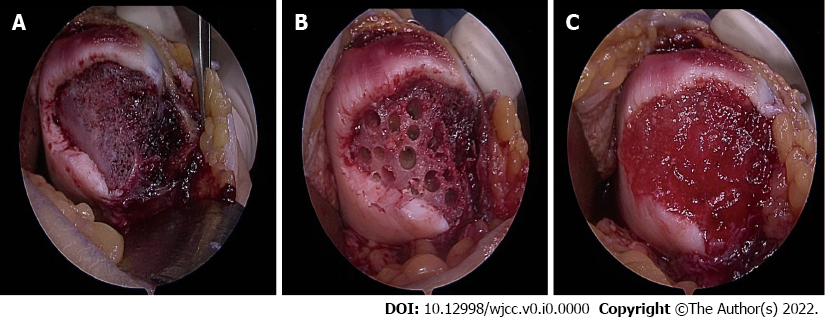 A
B
C
DOI: 10.12998/wjcc.v0.i0.0000 Copyright ©The Author(s) 2022.